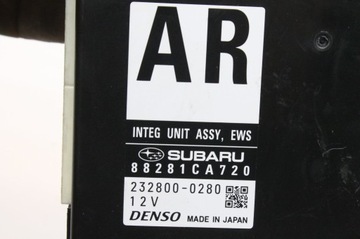 AR
INTEG UNIT ASSY, EWS
SUBARU
88281CA720
232800-0280
12V
DENSO MADE IN JAPAN